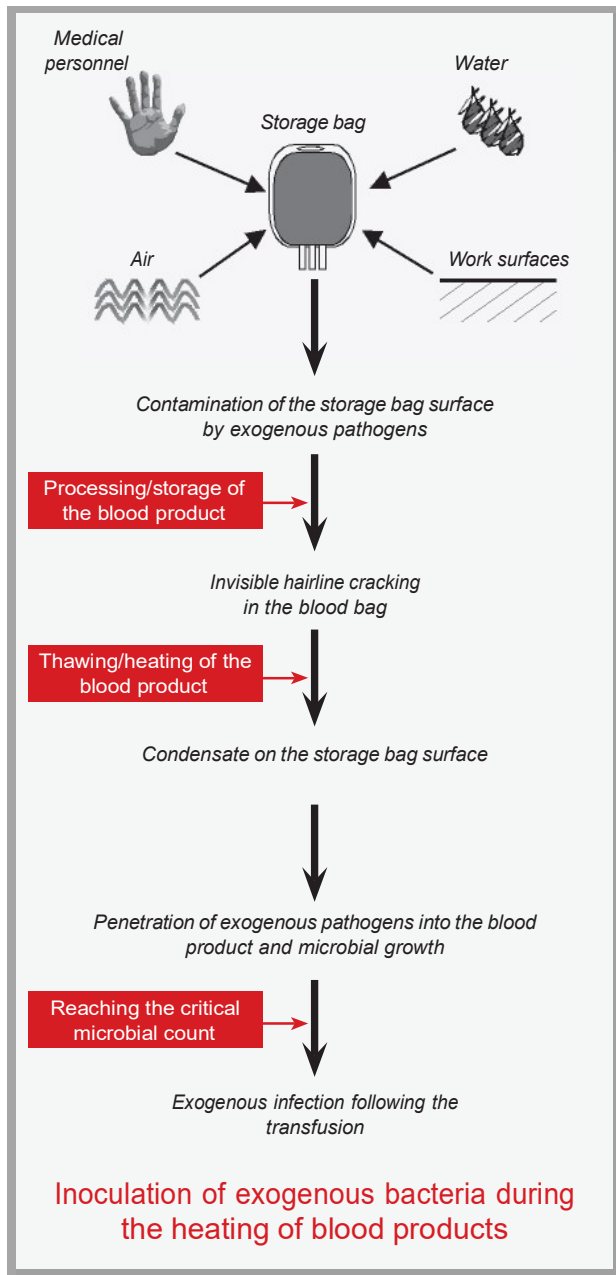 Medical
personnel
Water
Storage bag
Air
Work surfaces
Contamination of the storage bag surface
by exogenous pathogens
Processing/storage of
the blood product
Invisible hairline cracking
in the blood bag
Thawing/heating of the
blood product
Condensate on the storage bag surface
Penetration of exogenous pathogens into the blood
product and microbial growth
Reaching the critical
microbial count
Exogenous infection following the
transfusion
Inoculation of exogenous bacteria during
the heating of blood products